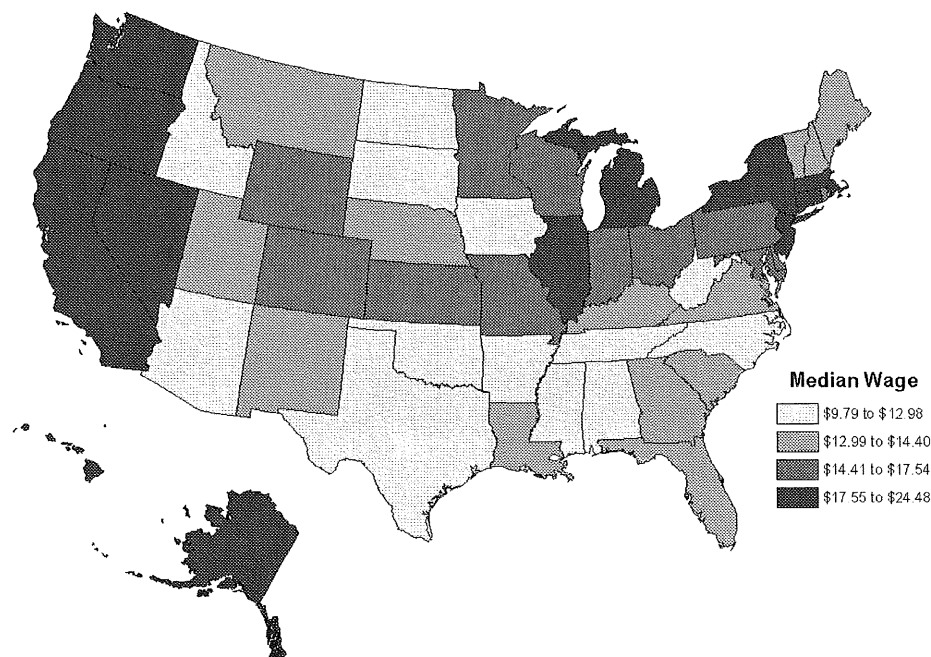 Median Wage
$9.79 to $12.98
$12.99 to $14.40
$14.41 to $17.54
$17.55 to $24.48